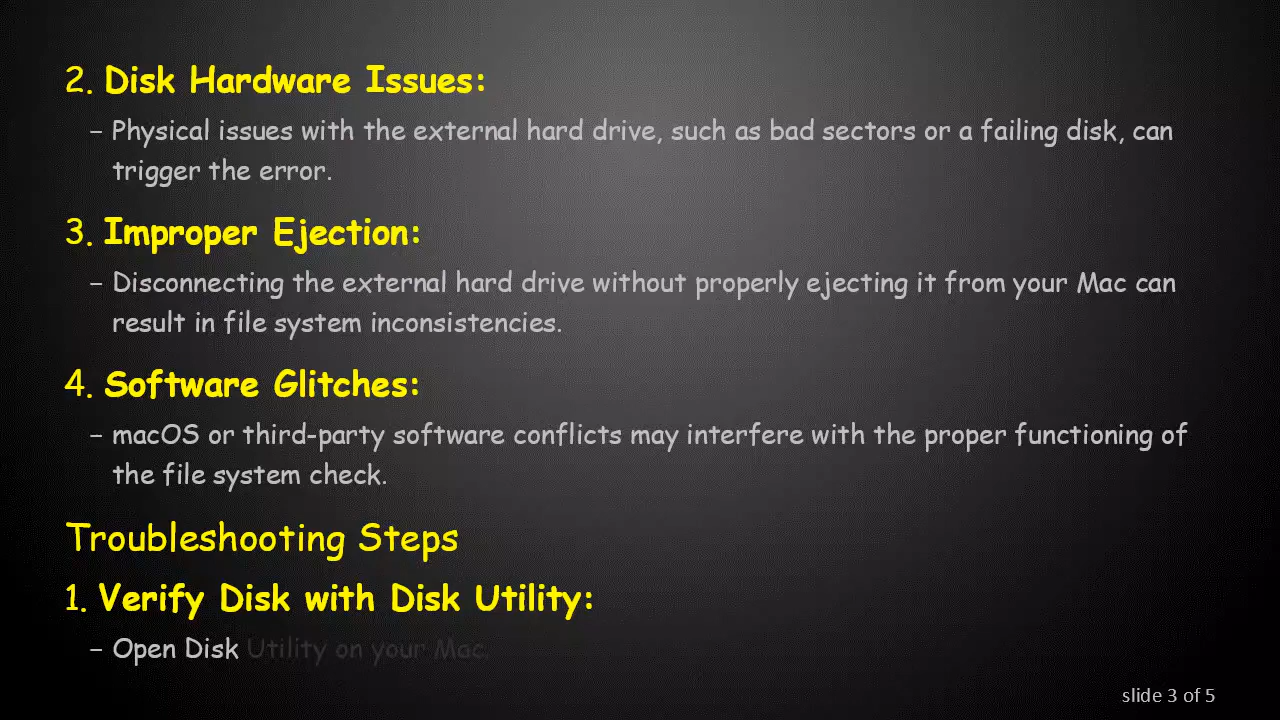 2. Disk Hardware Issues:
– Physical issues with the external hard drive, such as bad sectors or a failing disk, can
trigger the error.
3. Improper Ejection:
– Disconnecting the external hard drive without properly ejecting it from your Mac can
result in file system inconsistencies.
4. Software Glitches:
– macOS or third-party software conflicts may interfere with the proper functioning of
the file system check.
Troubleshooting Steps
1. Verify Disk with Disk Utility:
– Open Disk Utility on your Mac.
slide 3 of 5